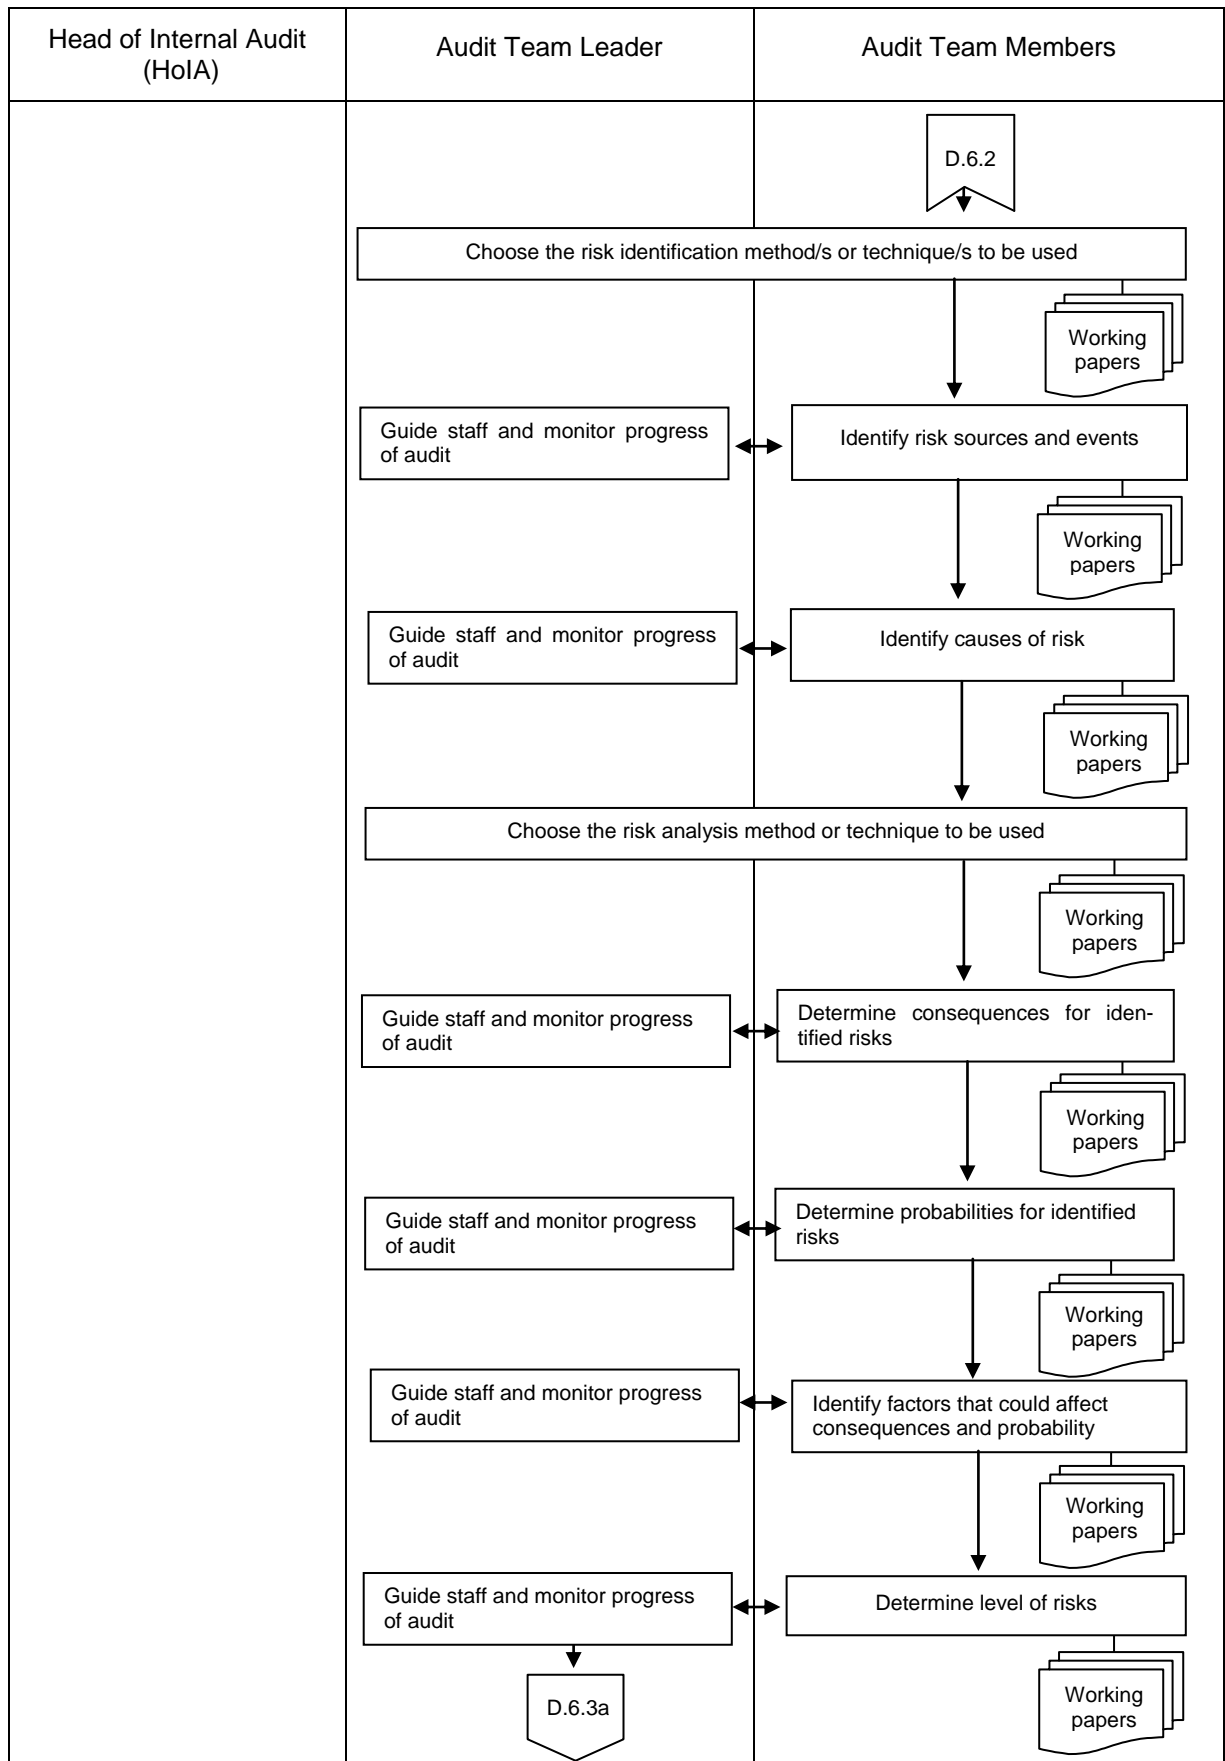 Head of Internal Audit
(HoIA)
Audit Team Leader
Audit Team Members
D.6.2
Choose the risk identification method/s or technique/s to be used
Working
papers
Guide staff and monitor progress
of audit
Identify risk sources and events
Working
papers
Guide staff and monitor progress
of audit
Identify causes of risk
Working
papers
Choose the risk analysis method or technique to be used
Working
papers
Guide staff and monitor progress
of audit
Determine consequences for iden-
tified risks
Working
papers
Guide staff and monitor progress
of audit
Determine probabilities for identified
risks
Working
papers
Guide staff and monitor progress
of audit
Identify factors that could affect
consequences and probability
Working
papers
Guide staff and monitor progress
of audit
Determine level of risks
Working
papers
D.6.3a